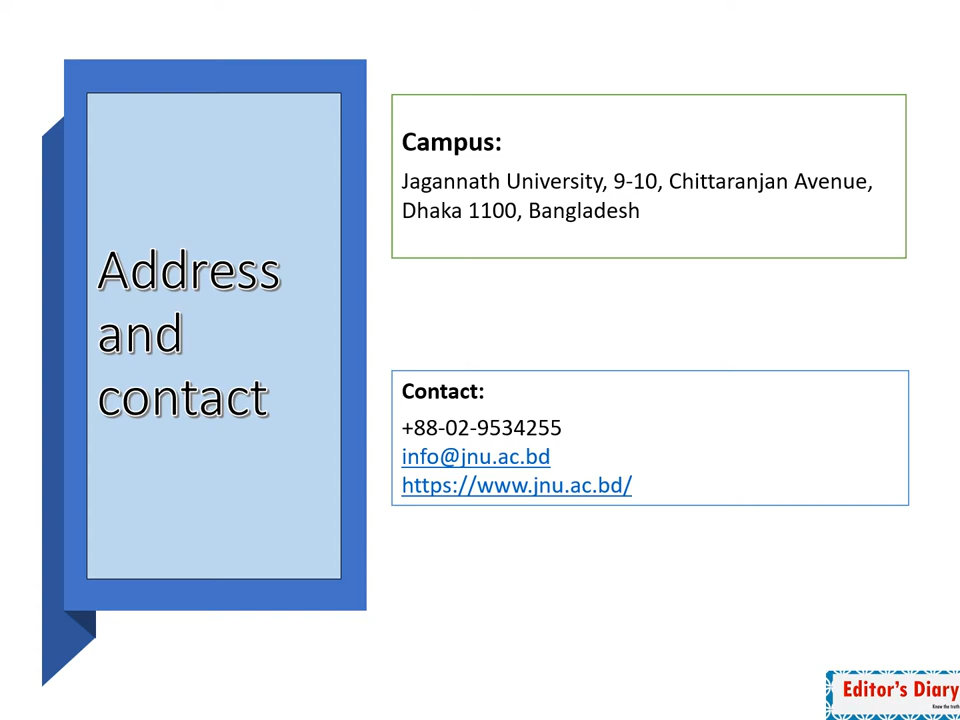 Address
and
contact
Campus:
Jagannath University, 9-10, Chittaranjan Avenue,
Dhaka 1100, Bangladesh
Contact:
+88-02-9534255
info@jnu.ac.bd
https://www.jnu.ac.bd/
Editor's Diary
Know the truth